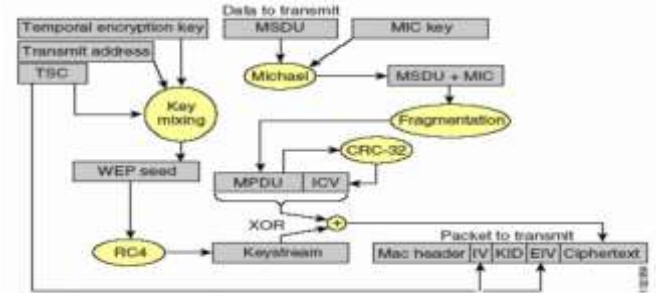 Data to transmit
Temporal encryption key
MSDU
MIC key
Transmit address
TSC
Michael
MSDU + MIC
Key
mixing
Fragmentation
CRC-32
WEP seed
MPDU ICV
XOR
+
Packet to transmit
RC4
Keystream
Mac header IV KID EIV Ciphertext